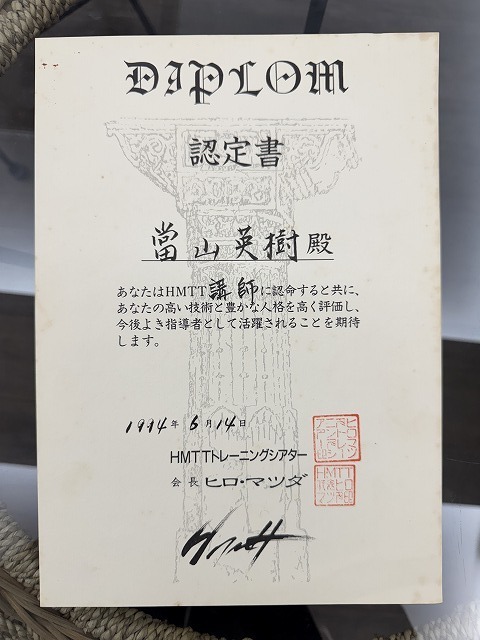 DIPLOM
認定書
當山英樹殿
あなたはHMTT講師に認命すると共に、
あなたの高い技術と豊かな人格を高く評価し、
今後よき指導者として活躍されることを期待
します。
1994年6月14日
HMTTトレーニングシアター
会長 ヒロ・マツダ